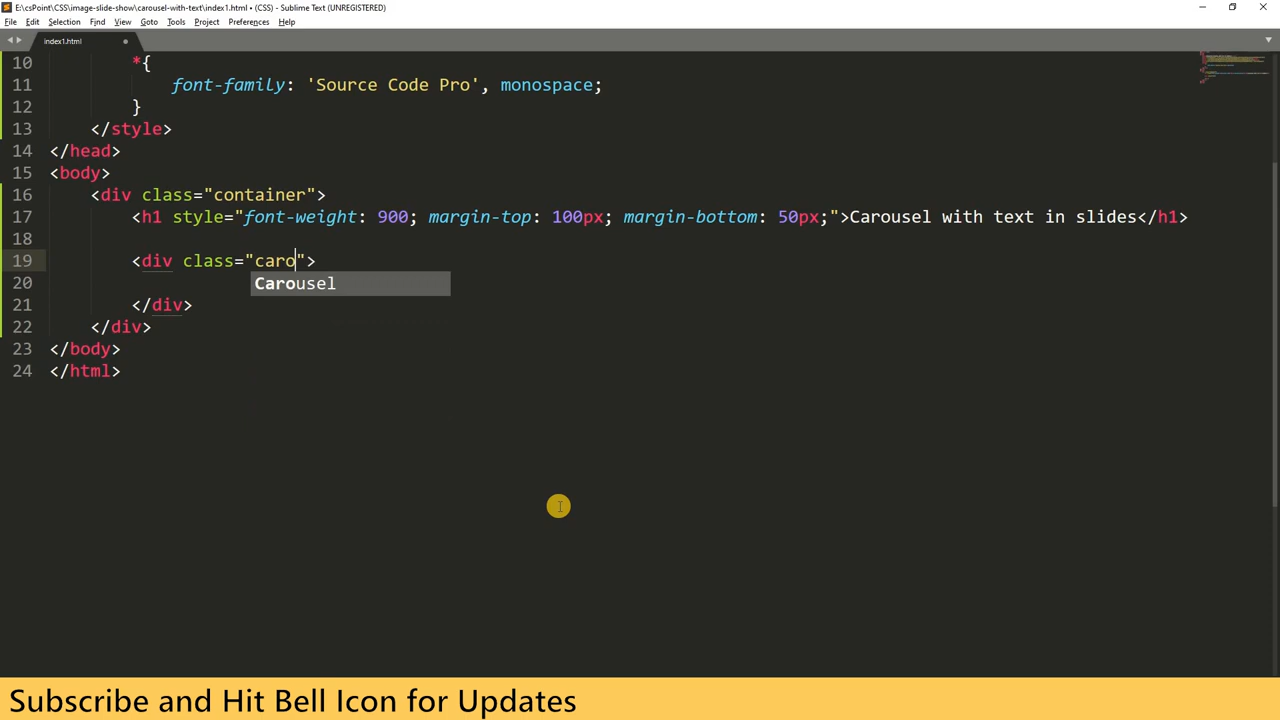 E:\csPoint\CSS\image-slide-show\carousel-with-text\index1.html • (CSS) - Sublime Text (UNREGISTERED)
File Edit Selection Find View Goto Tools Project Preferences Help
index1.html
10 *{
11 font-family: 'Source Code Pro', monospace;
12 }
13 </style>
14 </head>
15 <body>
16 <div class="container">
17 <h1 style="font-weight: 900; margin-top: 100px; margin-bottom: 50px;">Carousel with text in slides</h1>
18
19 <div class="caro">
20 Carousel
21 </div>
22 </div>
23 </body>
24 </html>
Subscribe and Hit Bell Icon for Updates